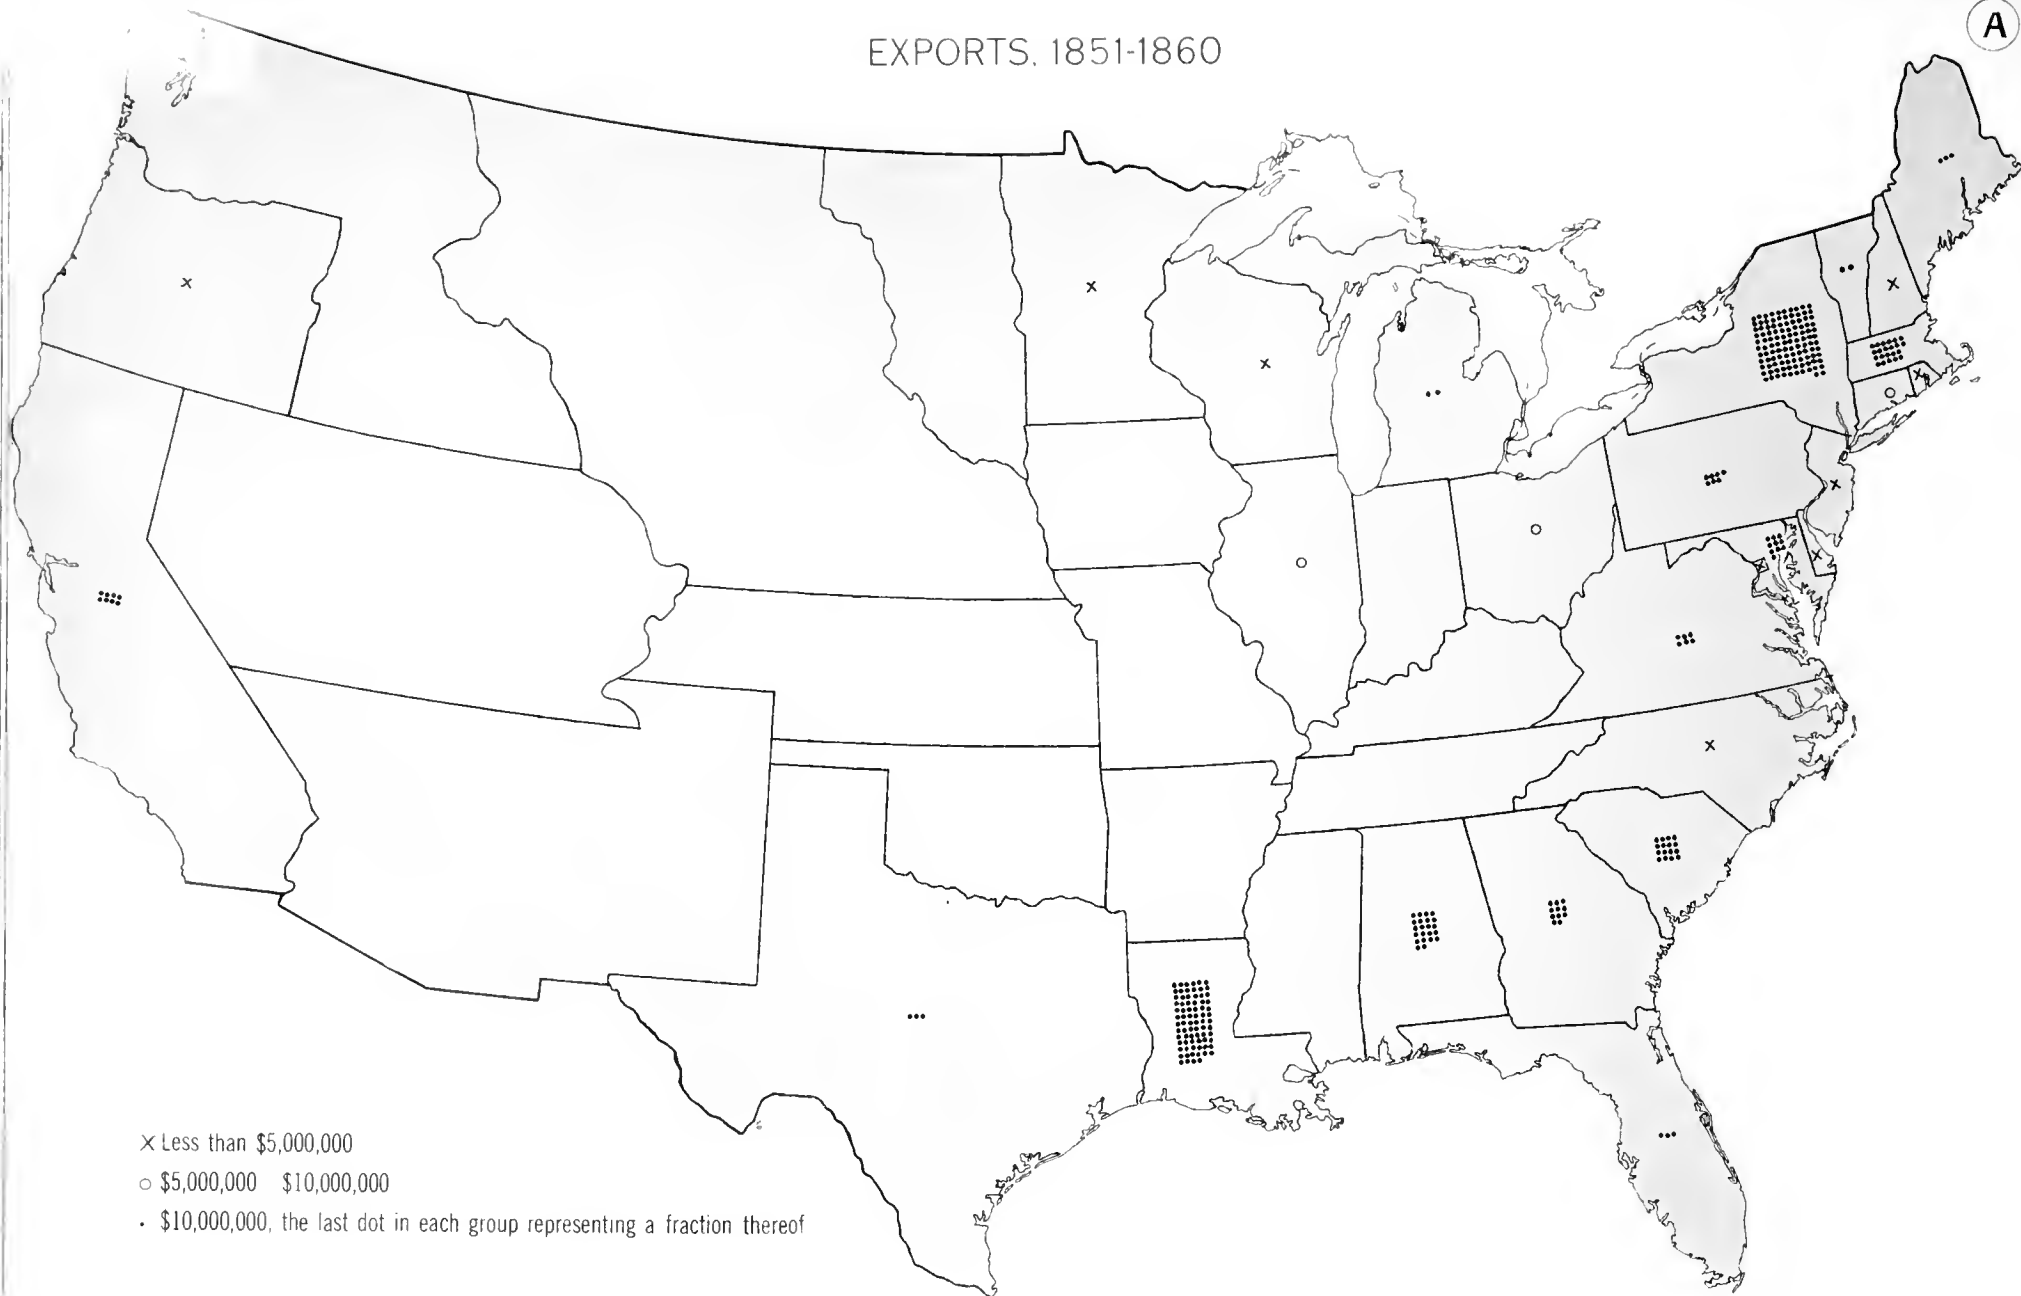 A
EXPORTS, 1851-1860
X Less than $5,000,000
○ $5,000,000 $10,000,000
· $10,000,000, the last dot in each group representing a fraction thereof